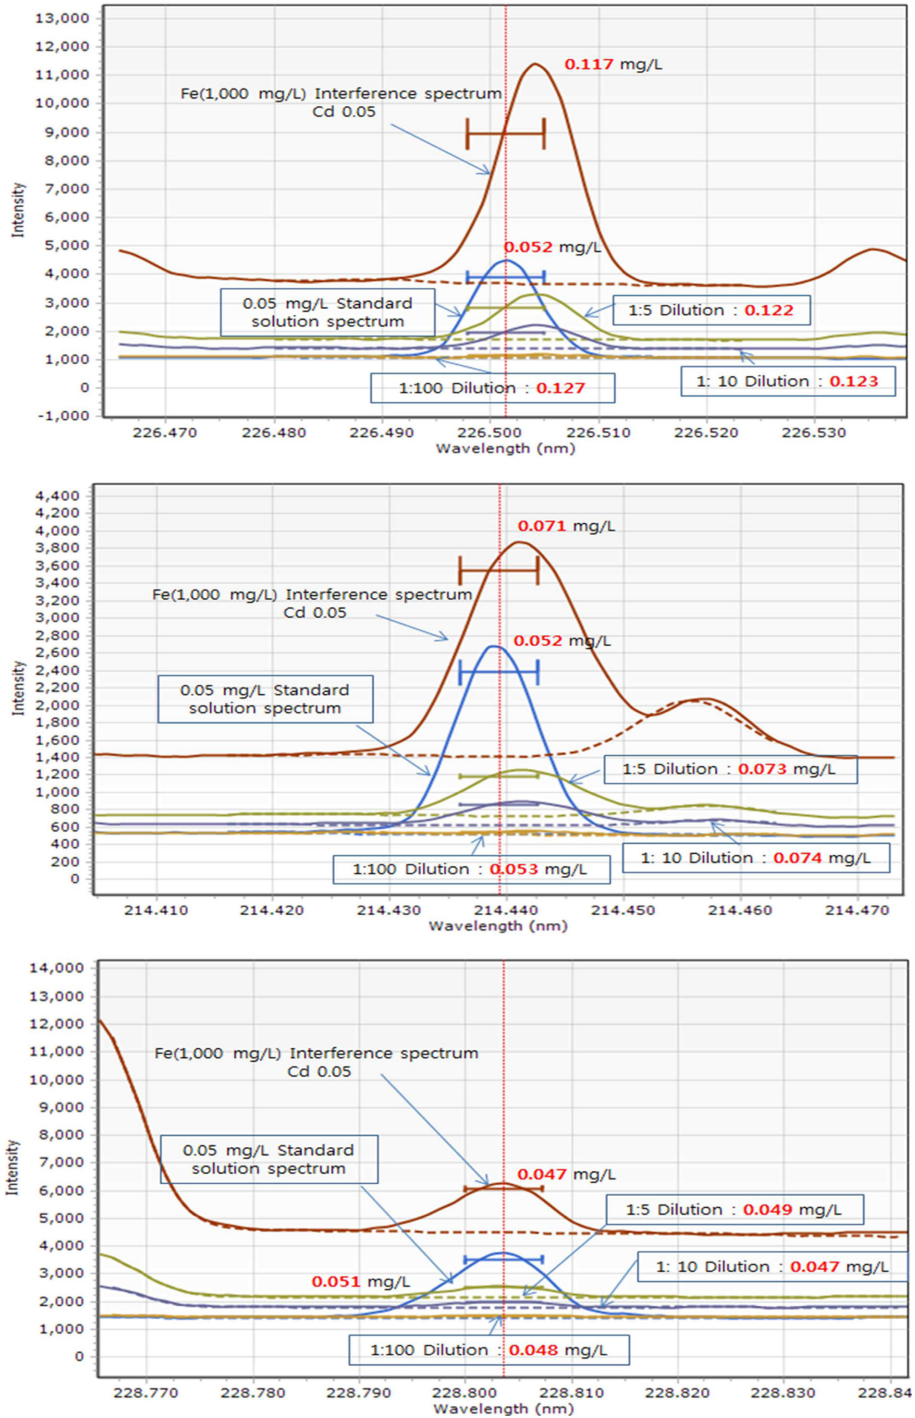 13,000
12,000
11,000
10,000
9,000
8,000
7,000
6,000
5,000
4,000
3,000
2,000
1,000
0
-1,000
Intensity
0.117 mg/L
Fe(1,000 mg/L) Interference spectrum
Cd 0.05
0.052 mg/L
0.05 mg/L Standard
solution spectrum
1:5 Dilution : 0.122
1: 10 Dilution : 0.123
1:100 Dilution : 0.127
226.470 226.480 226.490 226.500 226.510 226.520 226.530
Wavelength (nm)
4,400
4,200
4,000
3,800
3,600
3,400
3,200
3,000
2,800
2,600
2,400
2,200
2,000
1,800
1,600
1,400
1,200
1,000
800
600
400
200
0
Intensity
0.071 mg/L
Fe(1,000 mg/L) Interference spectrum
Cd 0.05
0.052 mg/L
0.05 mg/L Standard
solution spectrum
1:5 Dilution : 0.073 mg/L
1: 10 Dilution : 0.074 mg/L
1:100 Dilution : 0.053 mg/L
214.410 214.420 214.430 214.440 214.450 214.460 214.470
Wavelength (nm)
14,000
13,000
12,000
11,000
10,000
9,000
8,000
7,000
6,000
5,000
4,000
3,000
2,000
1,000
0
Intensity
Fe(1,000 mg/L) Interference spectrum
Cd 0.05
0.05 mg/L Standard
solution spectrum
0.047 mg/L
1:5 Dilution : 0.049 mg/L
0.051 mg/L
1: 10 Dilution : 0.047 mg/L
1:100 Dilution : 0.048 mg/L
228.770 228.780 228.790 228.800 228.810 228.820 228.830 228.84
Wavelength (nm)